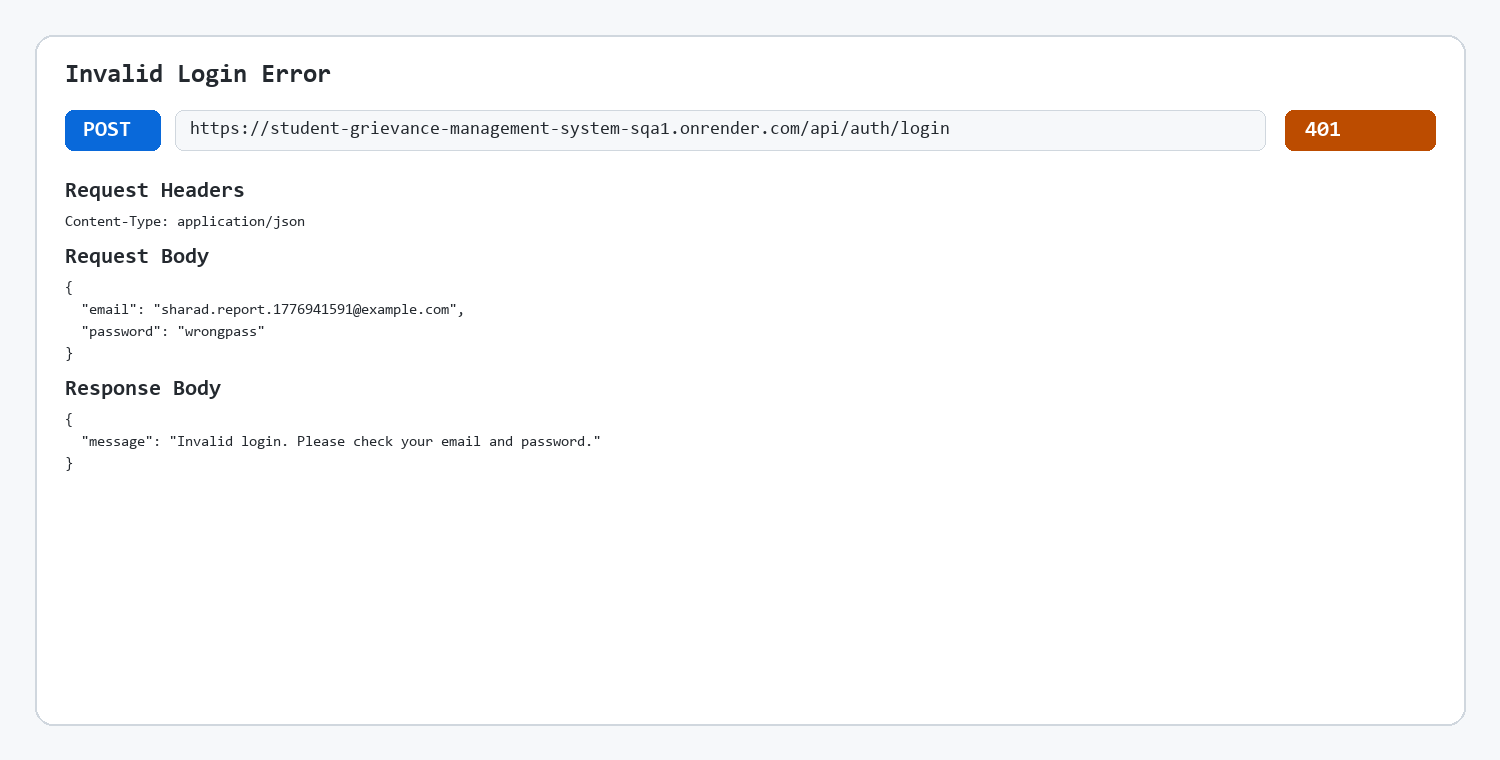 Invalid Login Error
POST https://student-grievance-management-system-sqa1.onrender.com/api/auth/login 401
Request Headers
Content-Type: application/json
Request Body
{
  "email": "sharad.report.1776941591@example.com",
  "password": "wrongpass"
}
Response Body
{
  "message": "Invalid login. Please check your email and password."
}